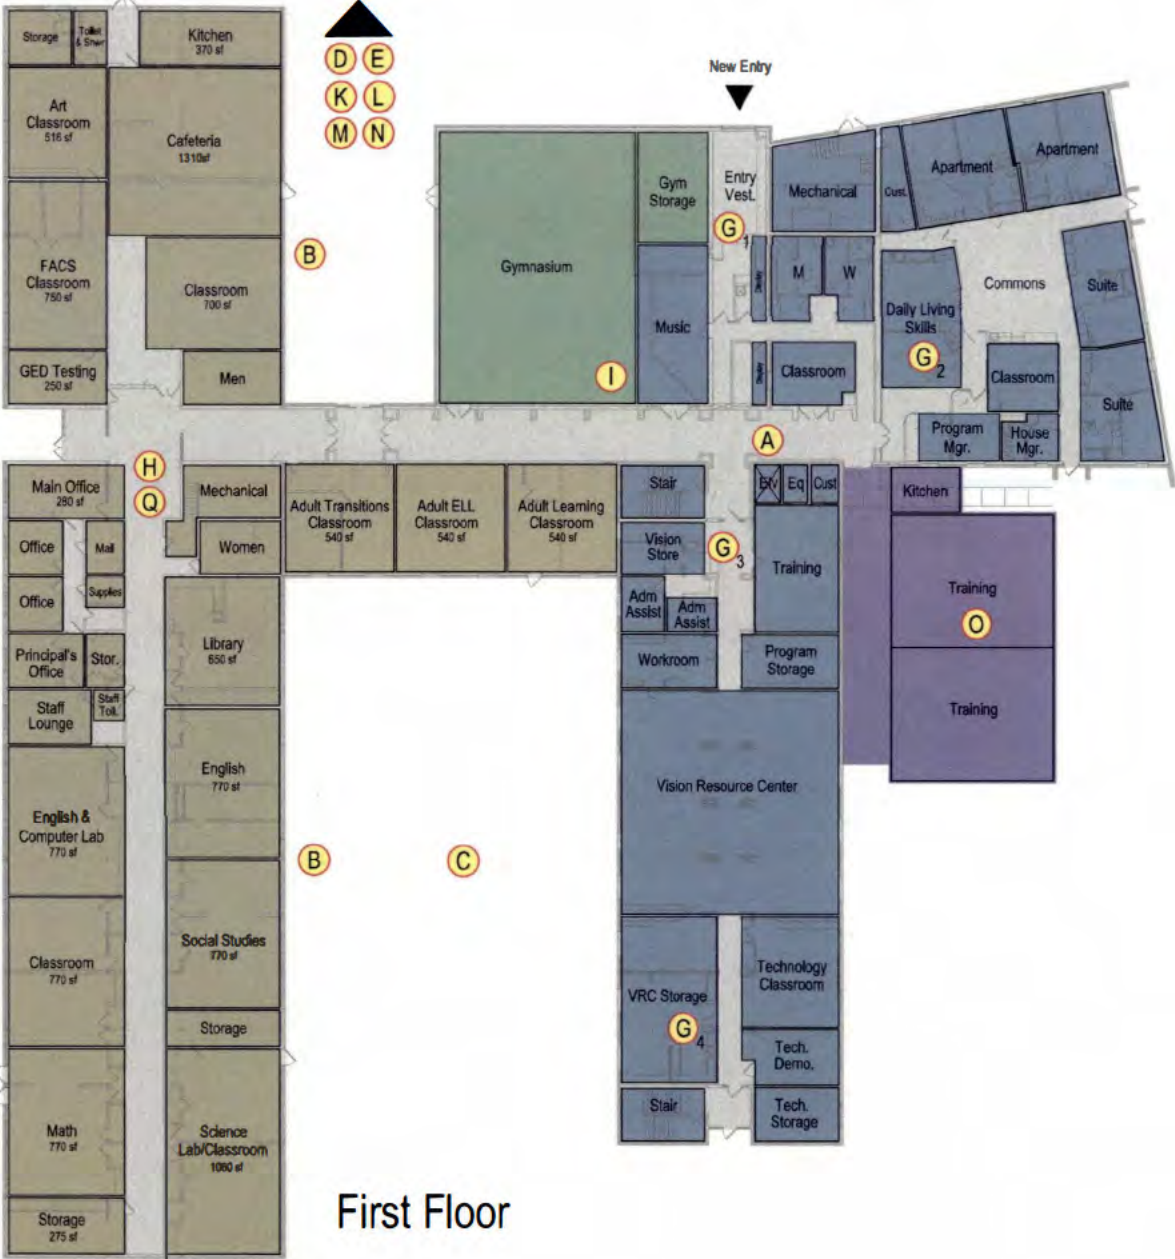 Storage
Toilet
& Shwr
Kitchen
370 sf
D E
K L
M N
New Entry
Art
Classroom
516 sf
Cafeteria
1310sf
Gym
Storage
Entry
Vest.
Mechanical
Cust.
Apartment
Apartment
G 1
B
FACS
Classroom
750 sf
Classroom
700 sf
Gymnasium
Music
Display
M
W
Daily Living
Skills
G 2
Commons
Suite
GED Testing
250 sf
Men
I
Display
Classroom
Classroom
Suite
Program
Mgr.
House
Mgr.
A
H
Q
Main Office
280 sf
Mechanical
Adult Transitions
Classroom
540 sf
Adult ELL
Classroom
540 sf
Adult Learning
Classroom
540 sf
Stair
Elv
Eq
Cust
Kitchen
Office
Mail
Women
Vision
Store
G 3
Training
Training
O
Office
Supplies
Adm
Assist
Adm
Assist
Principal's
Office
Stor.
Library
650 sf
Workroom
Program
Storage
Staff
Lounge
Staff
Toil.
Training
English
770 sf
Vision Resource Center
English &
Computer Lab
770 sf
B
C
Classroom
770 sf
Social Studies
770 sf
VRC Storage
G 4
Technology
Classroom
Storage
Tech.
Demo.
Math
770 sf
Science
Lab/Classroom
1060 sf
Stair
Tech.
Storage
Storage
275 sf
First Floor